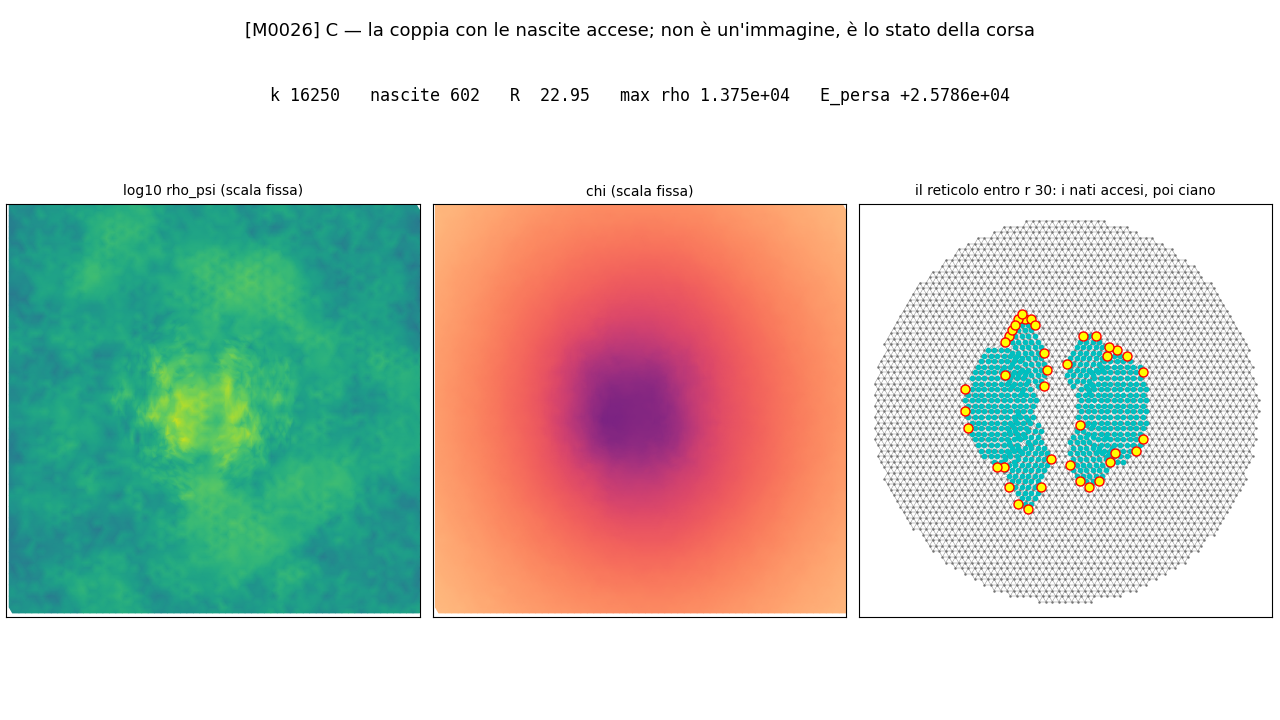 [M0026] C — la coppia con le nascite accese; non è un'immagine, è lo stato della corsa
k 16250   nascite 602   R  22.95   max rho 1.375e+04   E_persa +2.5786e+04
log10 rho_psi (scala fissa)
chi (scala fissa)
il reticolo entro r 30: i nati accesi, poi ciano